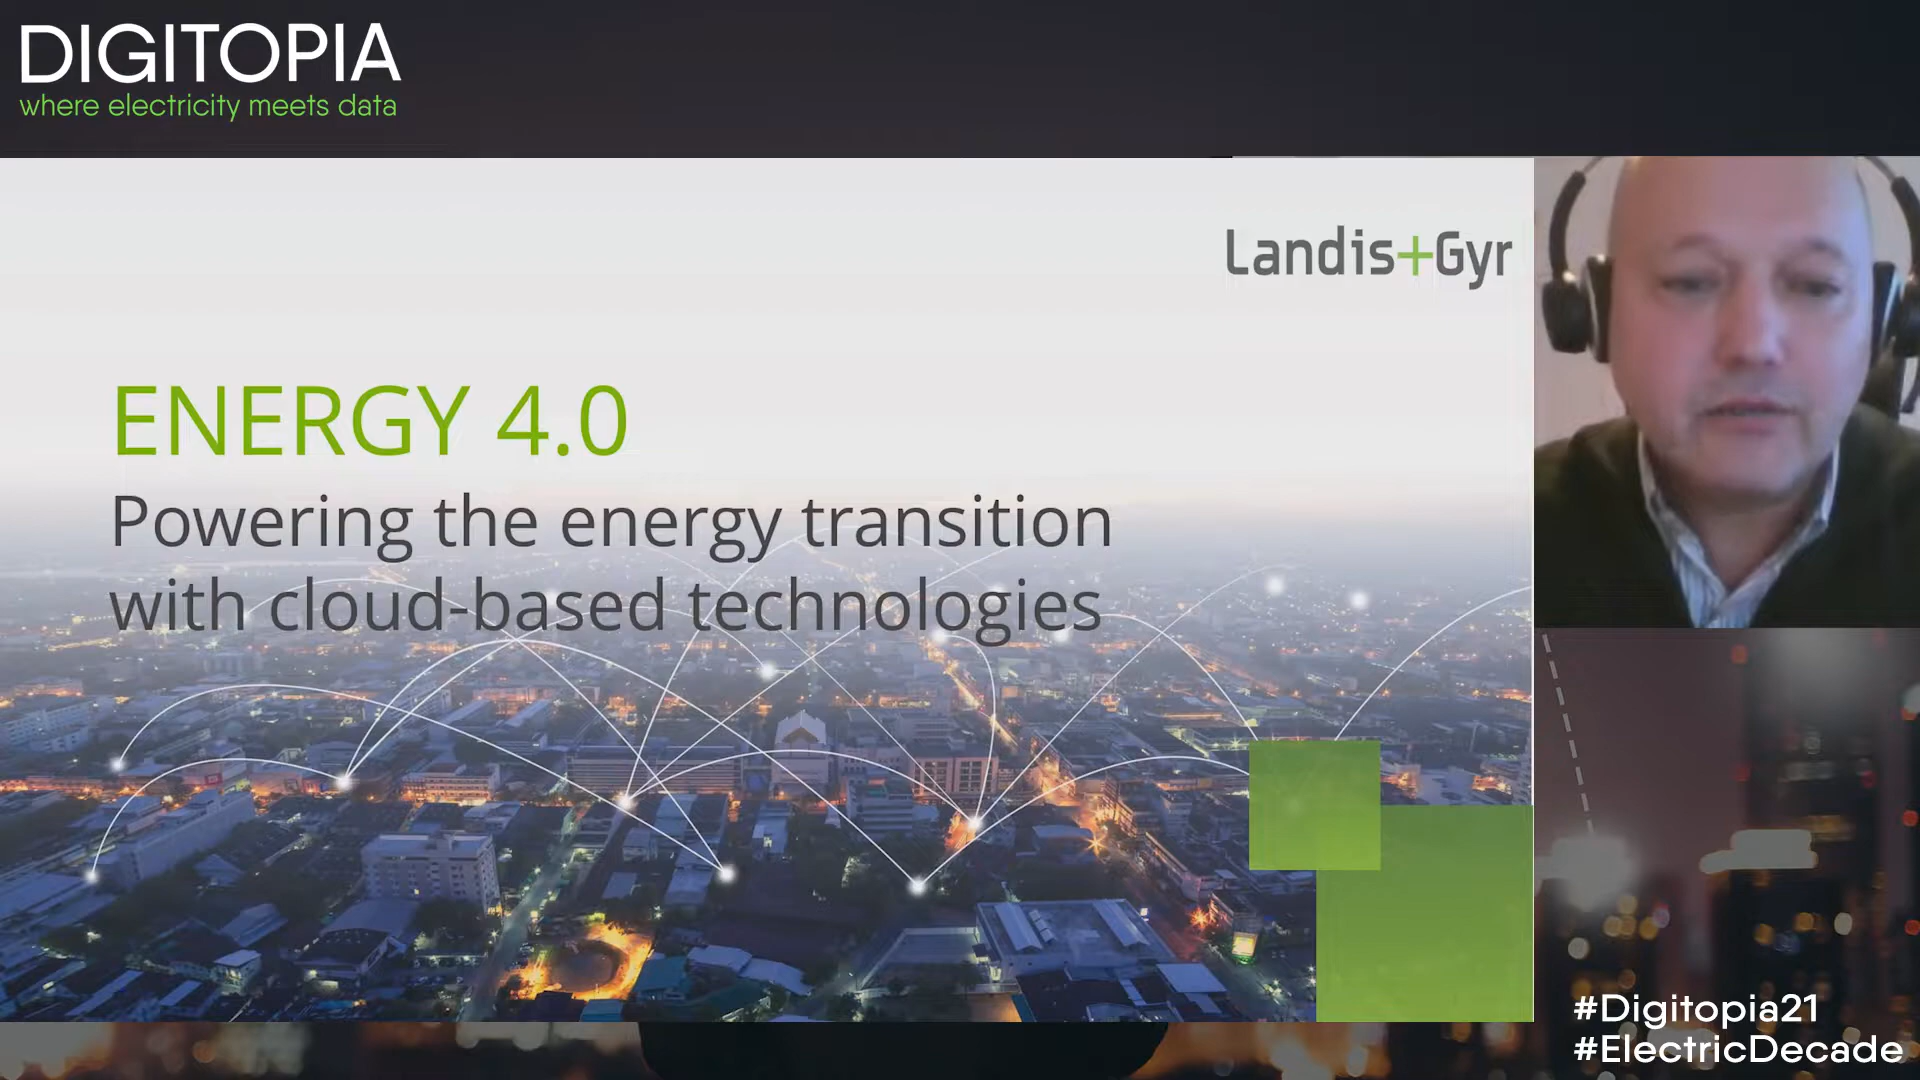 DIGITOPIA
where electricity meets data
Landis+Gyr
ENERGY 4.0
Powering the energy transition
with cloud-based technologies
#Digitopia21
#ElectricDecade